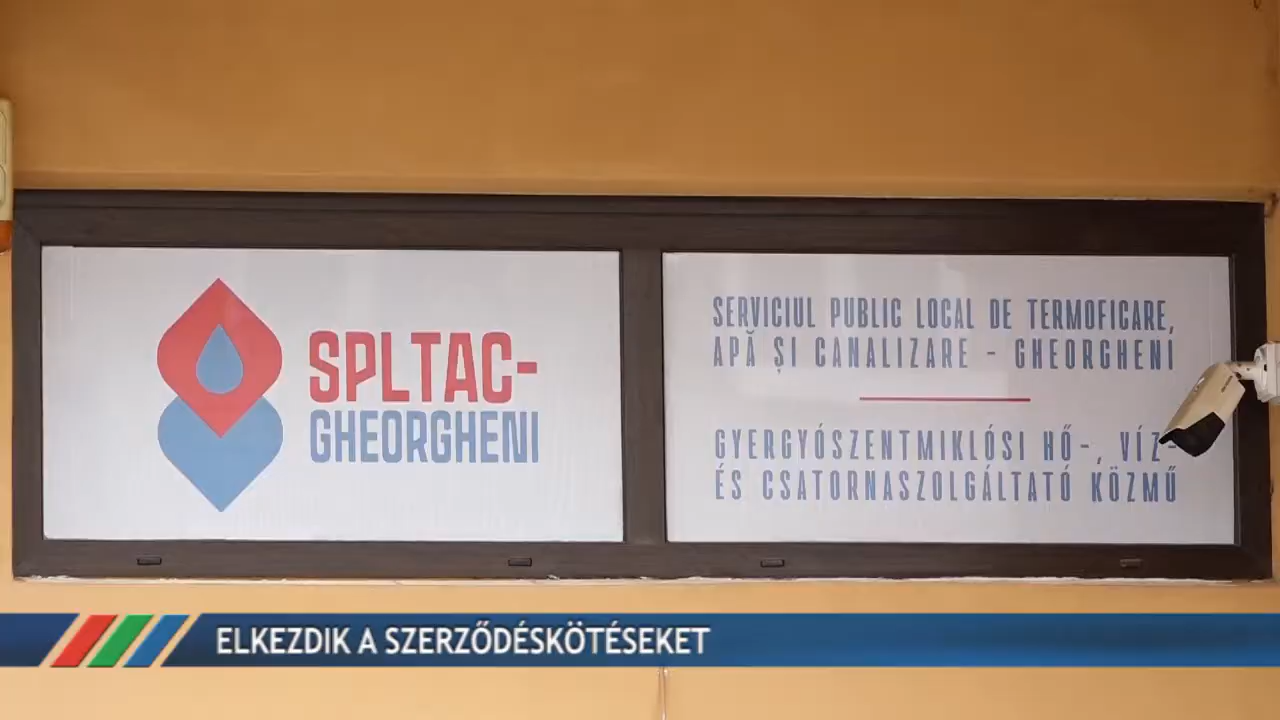 SPLTAC-
GHEORGHENI
SERVICIUL PUBLIC LOCAL DE TERMOFICARE,
APĂ ȘI CANALIZARE - GHEORGHENI
GYERGYÓSZENTMIKLÓSI HŐ-, VÍZ-
ÉS CSATORNASZOLGÁLTATÓ KÖZMŰ
ELKEZDIK A SZERZŐDÉSKÖTÉSEKET